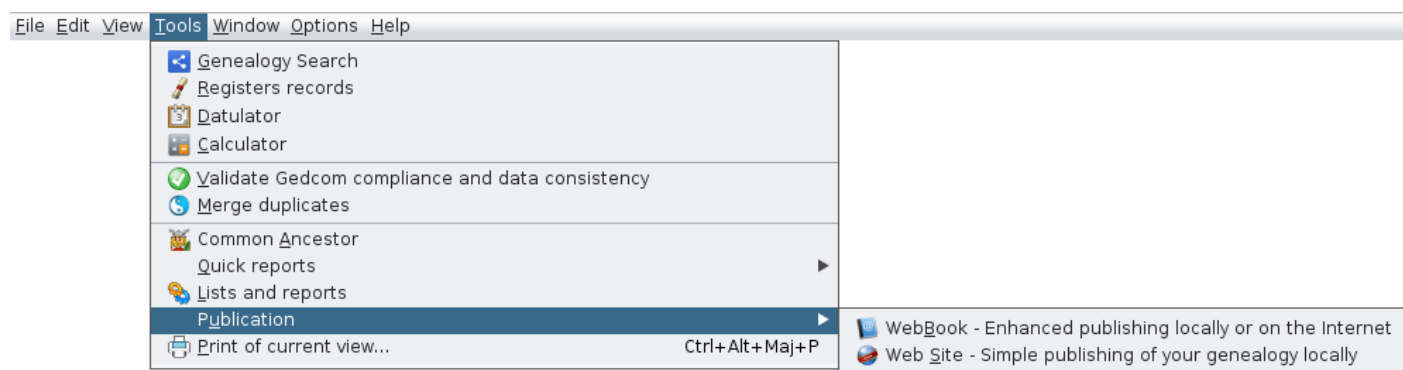 File Edit View Tools Window Options Help
Genealogy Search
Registers records
Datulator
Calculator
Validate Gedcom compliance and data consistency
Merge duplicates
Common Ancestor
Quick reports
Lists and reports
Publication
WebBook - Enhanced publishing locally or on the Internet
Print of current view... Ctrl+Alt+Maj+P
Web Site - Simple publishing of your genealogy locally